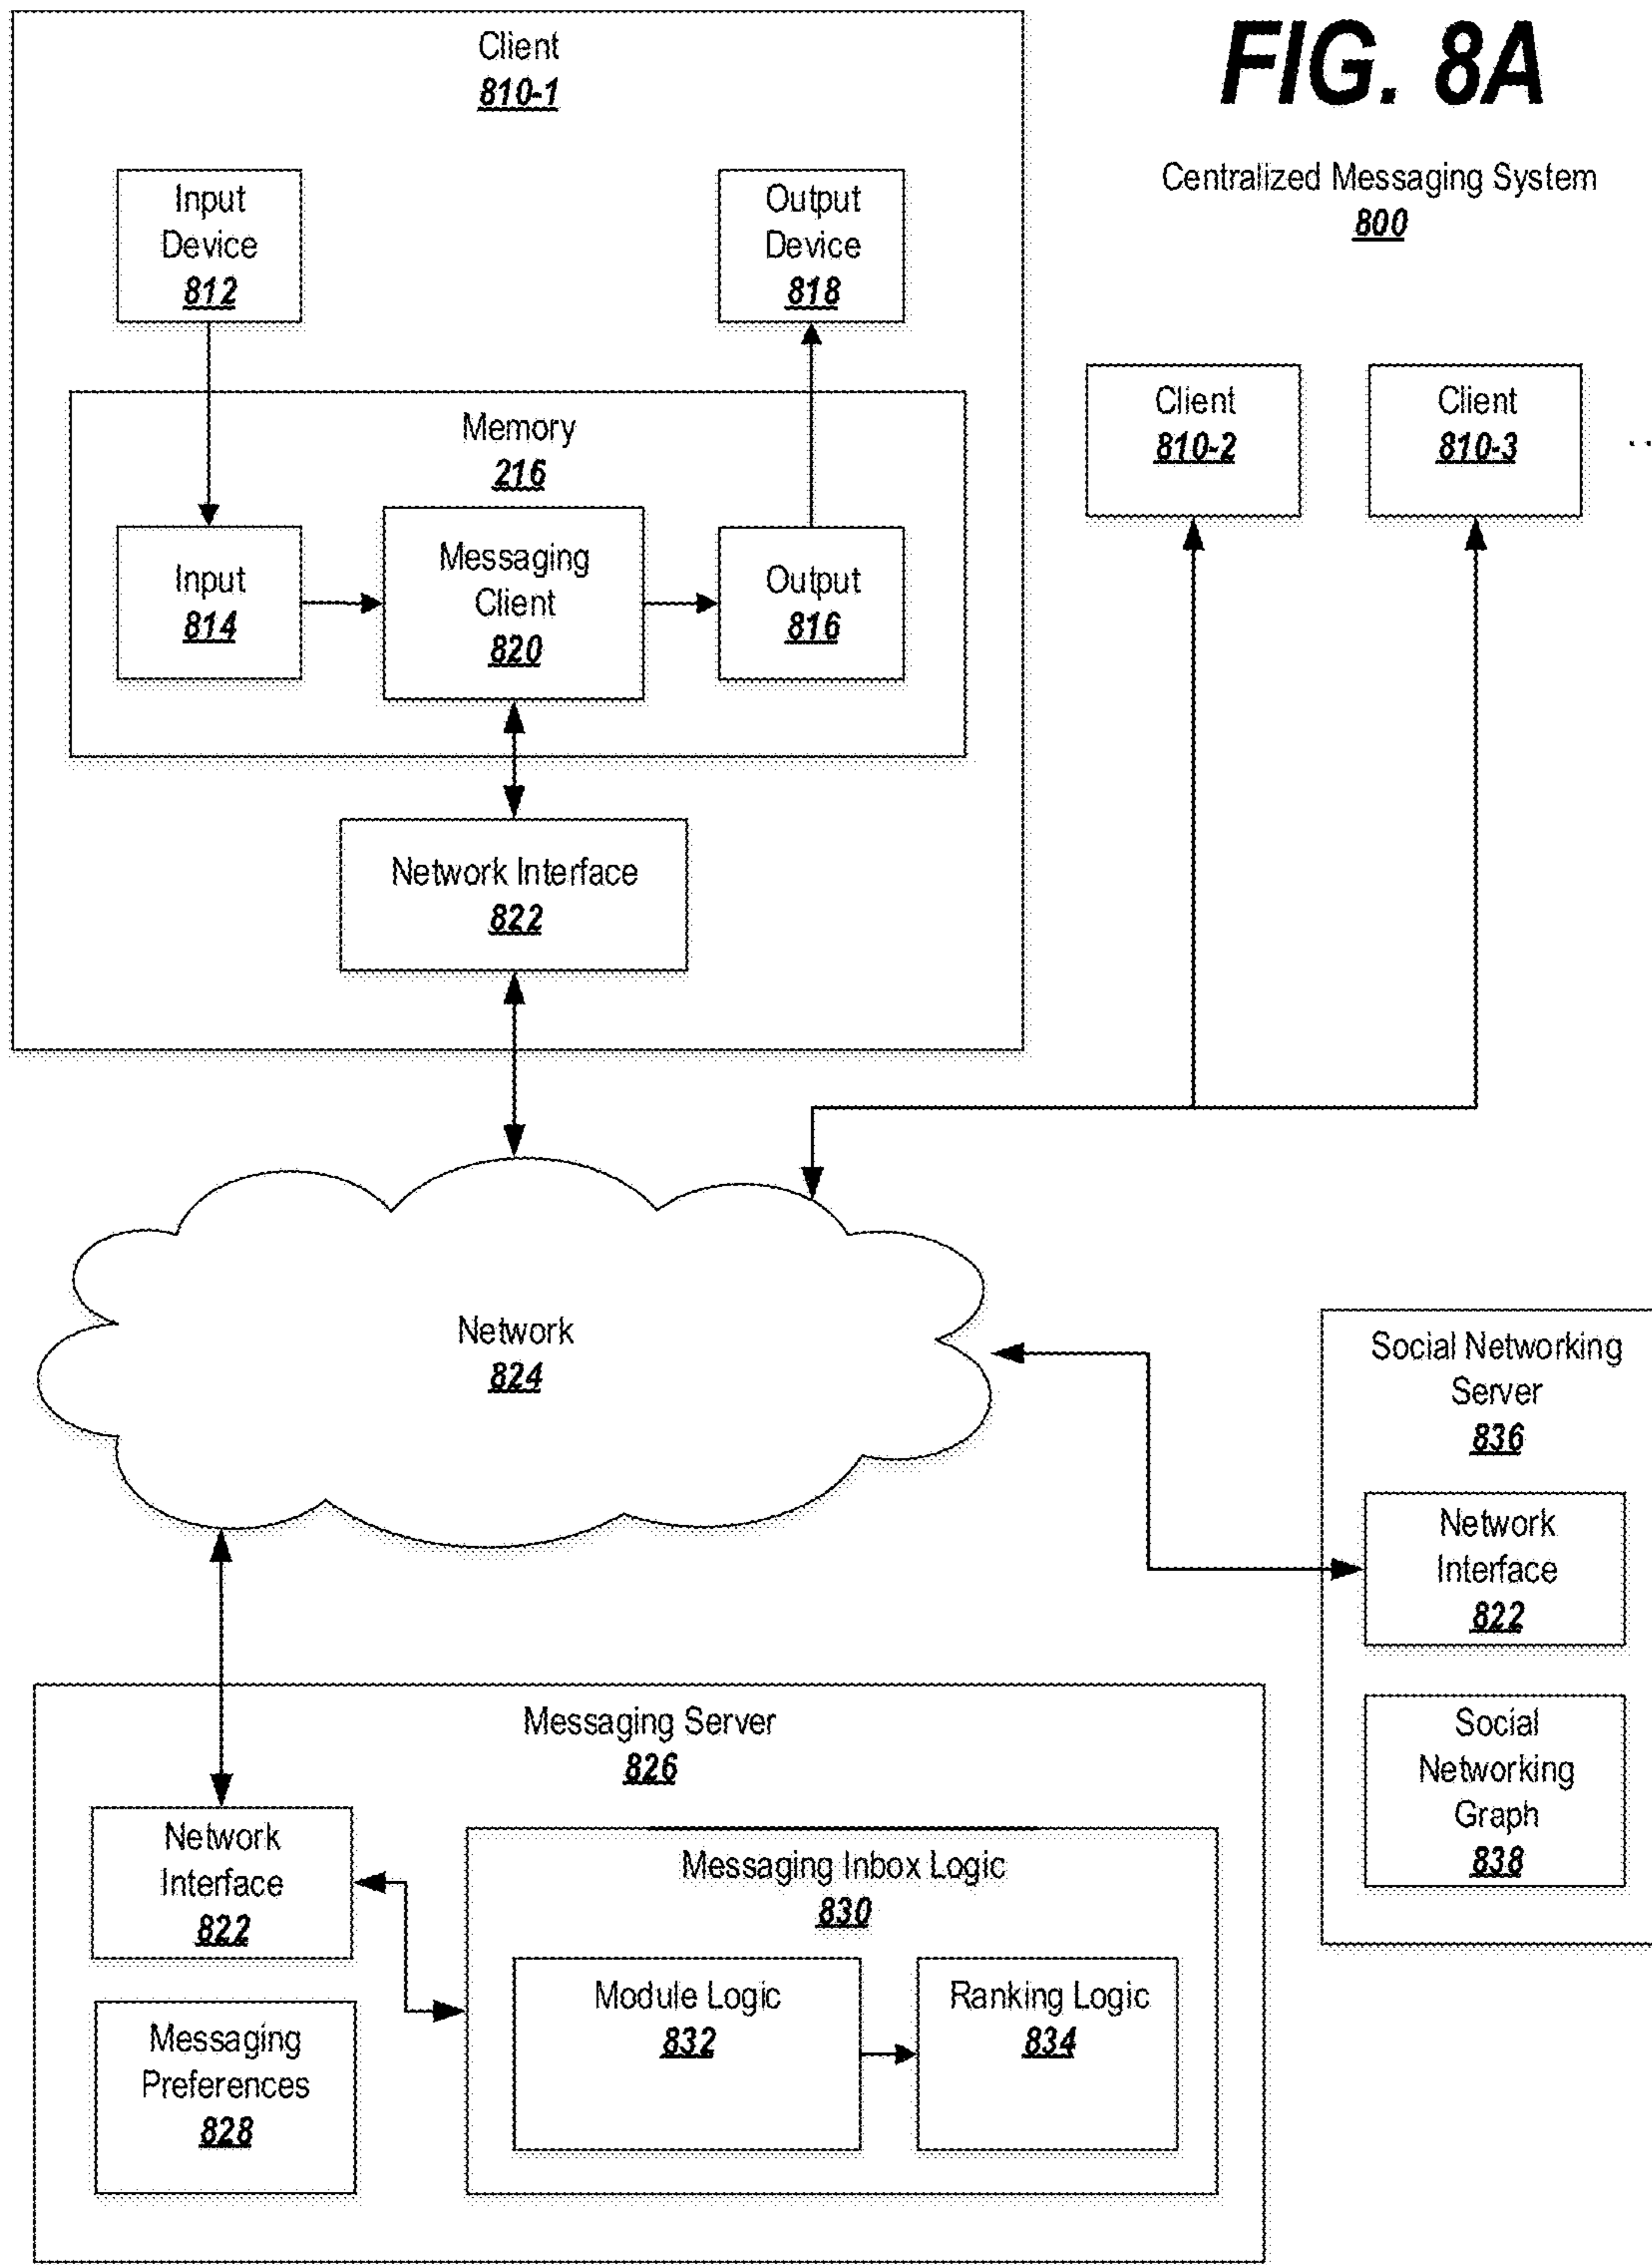 FIG. 8A
Centralized Messaging System
800
Client
810-1
Input
Device
812
Output
Device
818
Memory
216
Input
814
Messaging
Client
820
Output
816
Network Interface
822
Client
810-2
Client
810-3
..
Network
824
Social Networking
Server
836
Network
Interface
822
Social
Networking
Graph
838
Messaging Server
826
Network
Interface
822
Messaging
Preferences
828
Messaging Inbox Logic
830
Module Logic
832
Ranking Logic
834